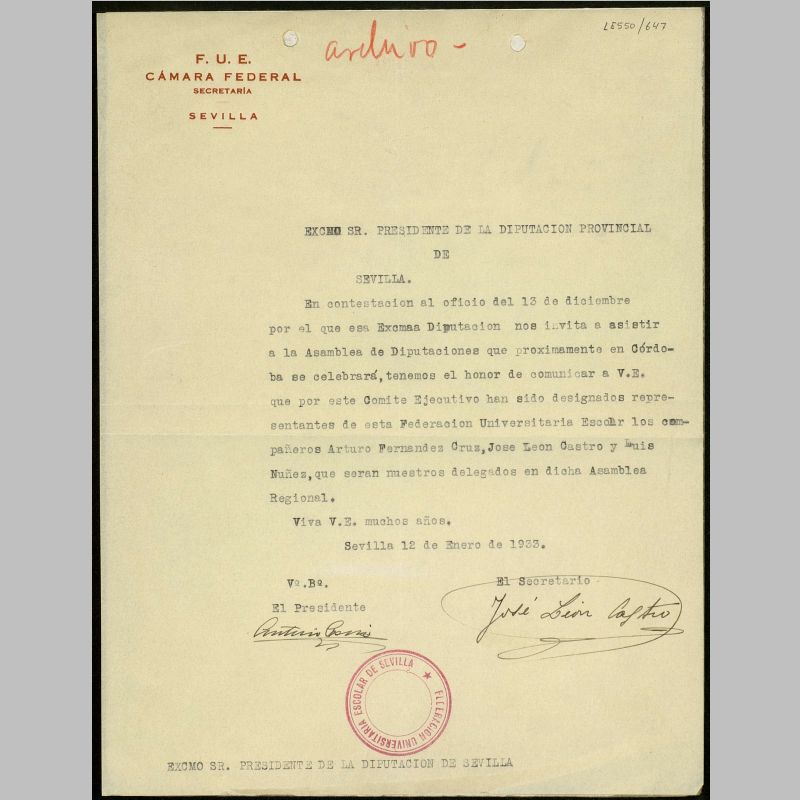 LE550/647
archivo -
F. U. E.
CÁMARA FEDERAL
SECRETARÍA
SEVILLA
EXCMO SR. PRESIDENTE DE LA DIPUTACION PROVINCIAL
DE
SEVILLA.
En contestacion al oficio del 13 de diciembre
por el que esa Excmaa Diputacion nos invita a asistir
a la Asamblea de Diputaciones que proximamente en Córdo-
ba se celebrará,tenemos el honor de comunicar a V.E.
que por este Comite Ejecutivo han sido designados repre-
sentantes de esta Federacion Universitaria Escolar los com-
pañeros Arturo Fernandez Cruz,Jose Leon Castro y Luis
Nuñez,que seran nuestros delegados en dicha Asamblea
Regional.
Viva V.E. muchos años.
Sevilla 12 de Enero de 1933.
Vº.Bº.
El Presidente
El Secretario
Antonio
José León Castro
FEDERACION UNIVERSITARIA ESCOLAR DE SEVILLA
EXCMO SR. PRESIDENTE DE LA DIPUTACION DE SEVILLA